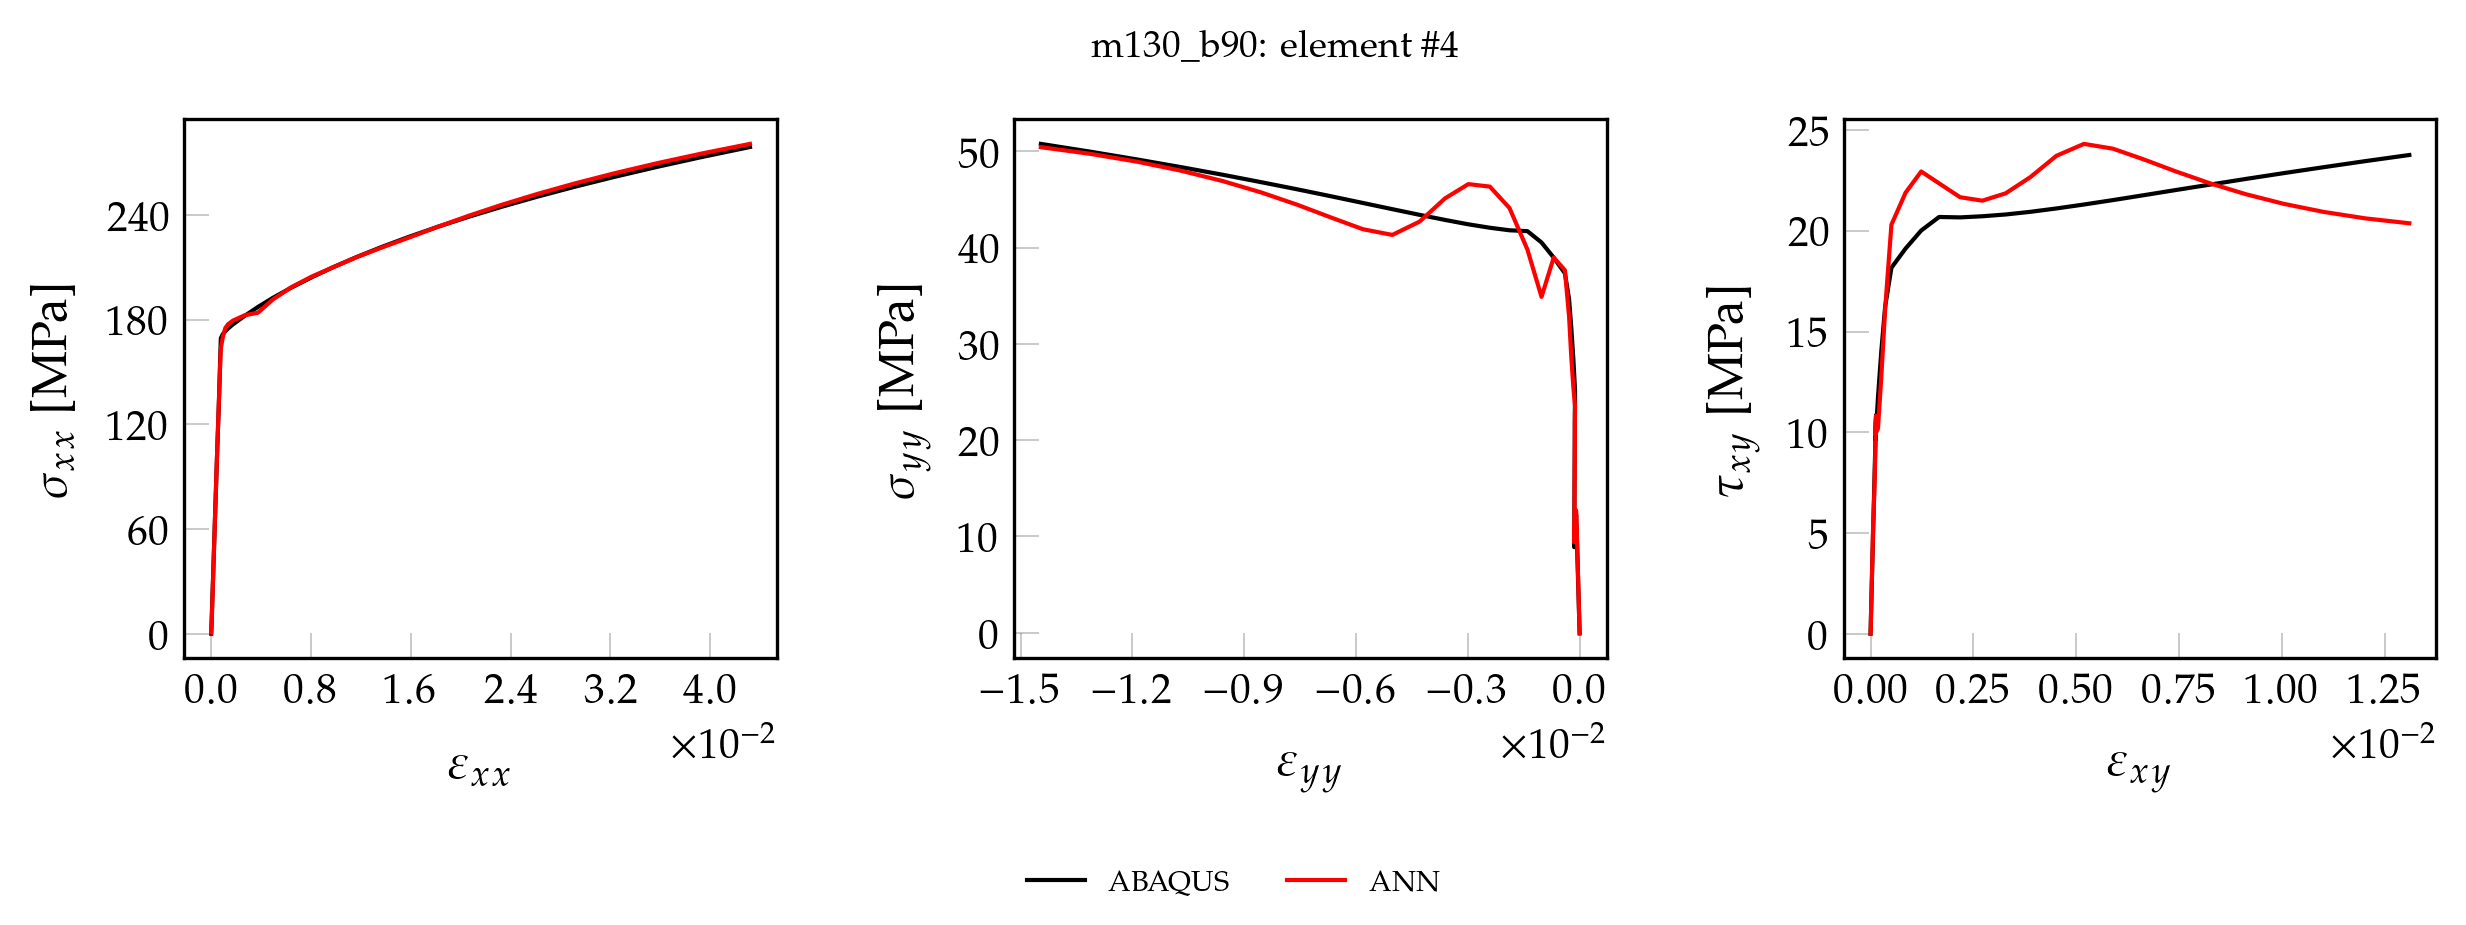 m130_b90: element #4
σxx [MPa]
240
180
120
60
0
0.0 0.8 1.6 2.4 3.2 4.0
×10−2
εxx
σyy [MPa]
50
40
30
20
10
0
−1.5 −1.2 −0.9 −0.6 −0.3 0.0
×10−2
εyy
τxy [MPa]
25
20
15
10
5
0
0.00 0.25 0.50 0.75 1.00 1.25
×10−2
εxy
ABAQUS ANN